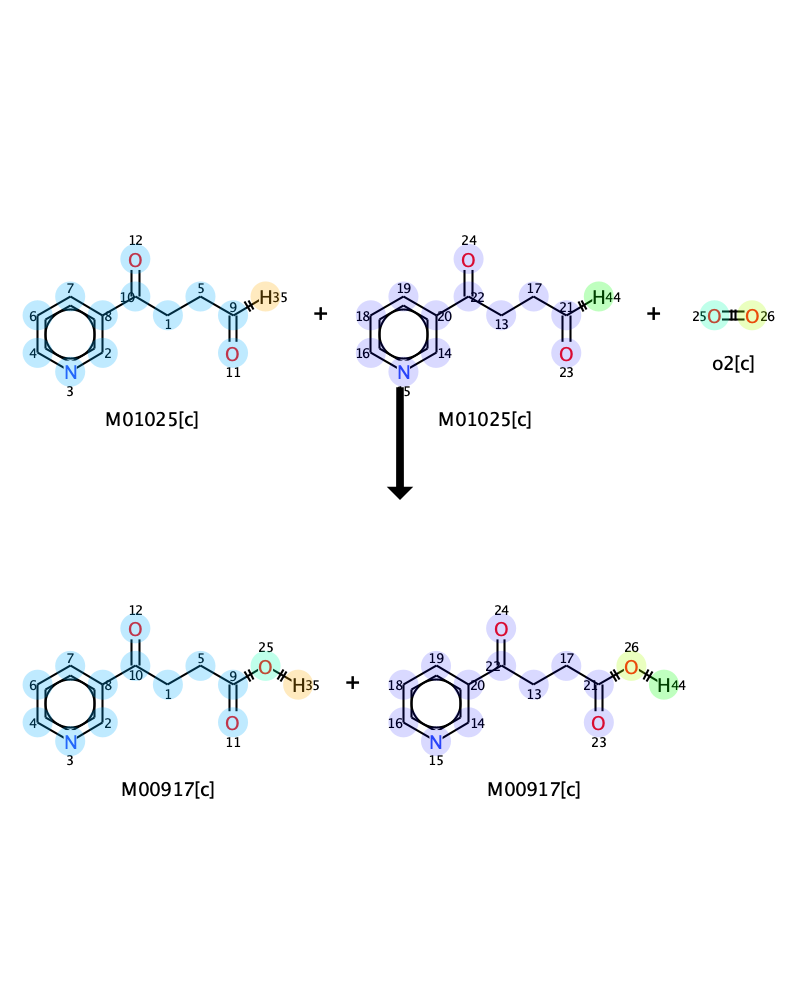 12 24
O O
7 10 5 9 H35 + 19 22 17 21 H44 + 25O O26
6 8 1 18 20 13
4 2 O 16 14 O o2[c]
N 11 N 23
3 15
M01025[c] M01025[c]
12 24
O O
7 10 5 9 25 O H35 + 19 22 17 21 26 O H44
6 8 1 18 20 13
4 2 O 16 14 O
N 11 N 23
3 15
M00917[c] M00917[c]